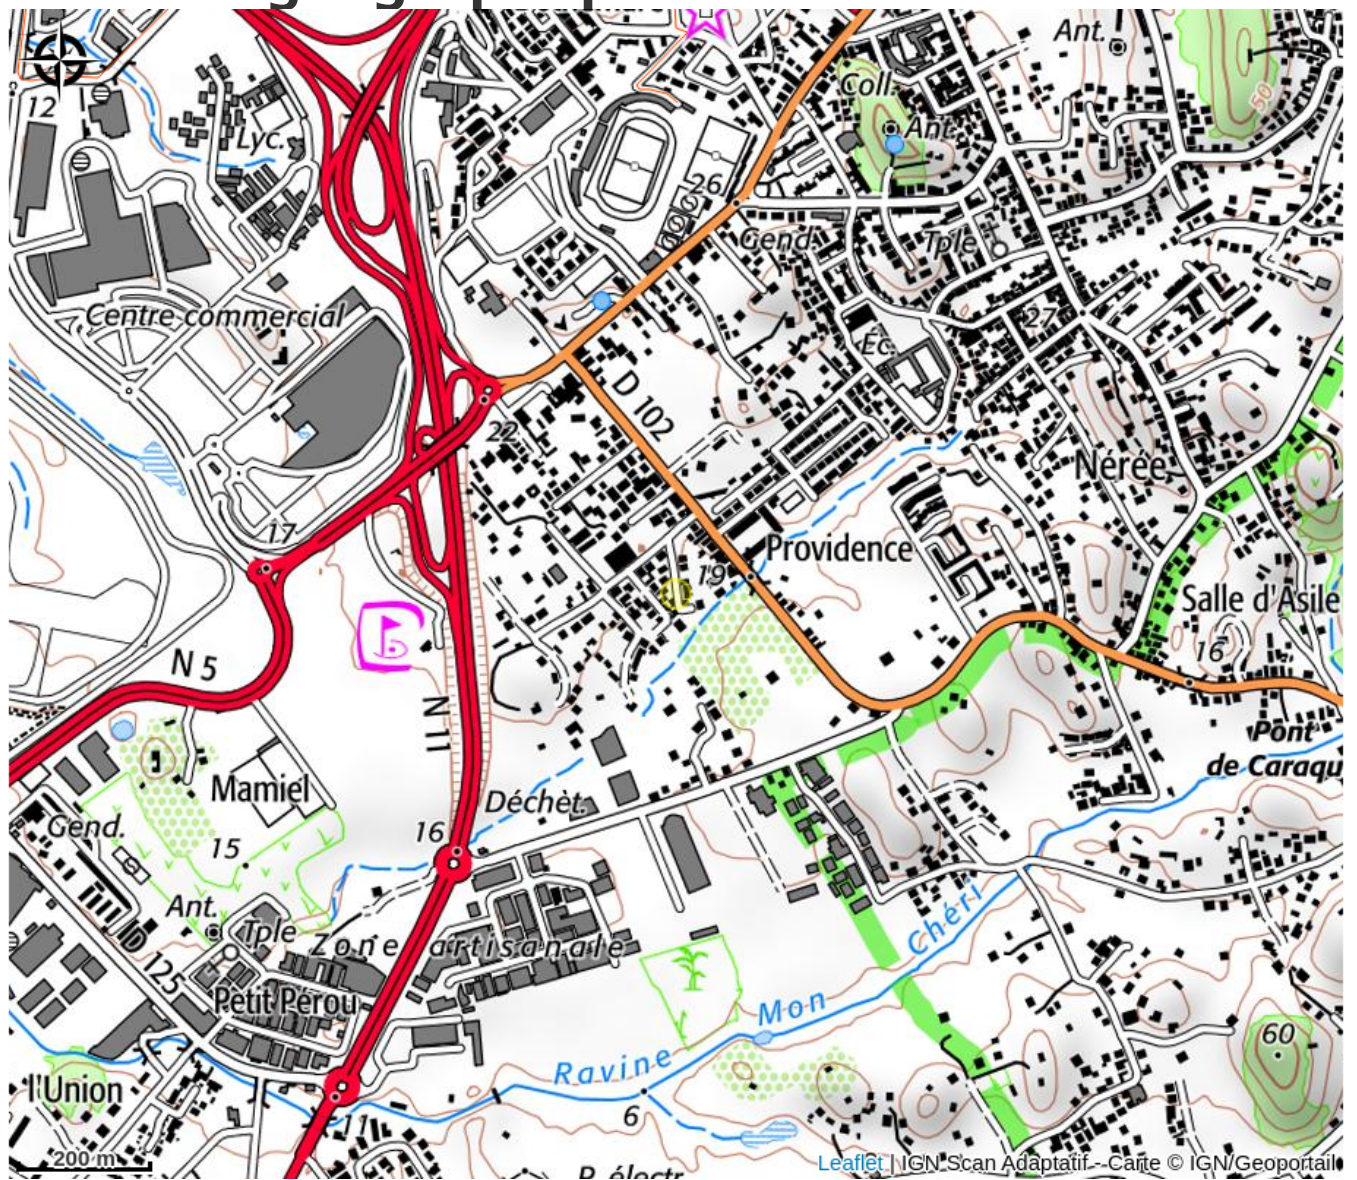 Ant.
12
Coll.
50
Lyc.
Ant.
26
Gend.
Tple
Centre commercial
27
Éc.
D 102
22
Nérée
17
Providence
19
Salle d'Asile
N 5
16
N 11
Pont
de Caraqu
Mamiel
Déchèt.
Gend.
16
15
Ant.
Tple
Zone artisanale
Chéri
D 125
Petit Pérou
Mon
60
Ravine
l'Union
6
11
200 m
P. électr
Leaflet | IGN Scan Adaptatif - Carte © IGN/Geoportail